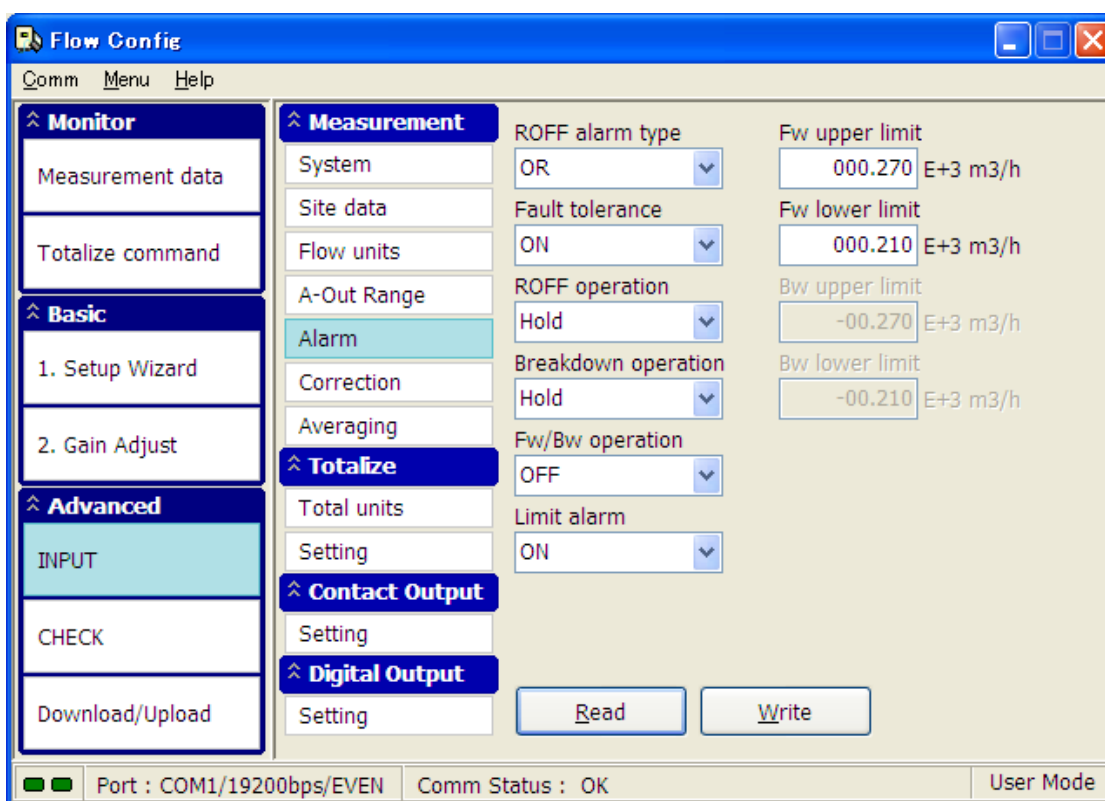 Flow Config
Comm Menu Help
Monitor
Measurement data
Totalize command
Basic
1. Setup Wizard
2. Gain Adjust
Advanced
INPUT
CHECK
Download/Upload
Measurement
System
Site data
Flow units
A-Out Range
Alarm
Correction
Averaging
Totalize
Total units
Setting
Contact Output
Setting
Digital Output
Setting
ROFF alarm type
OR
Fault tolerance
ON
ROFF operation
Hold
Breakdown operation
Hold
Fw/Bw operation
OFF
Limit alarm
ON
Fw upper limit
000.270 E+3 m3/h
Fw lower limit
000.210 E+3 m3/h
Bw upper limit
-00.270 E+3 m3/h
Bw lower limit
-00.210 E+3 m3/h
Read Write
Port : COM1/19200bps/EVEN Comm Status : OK User Mode